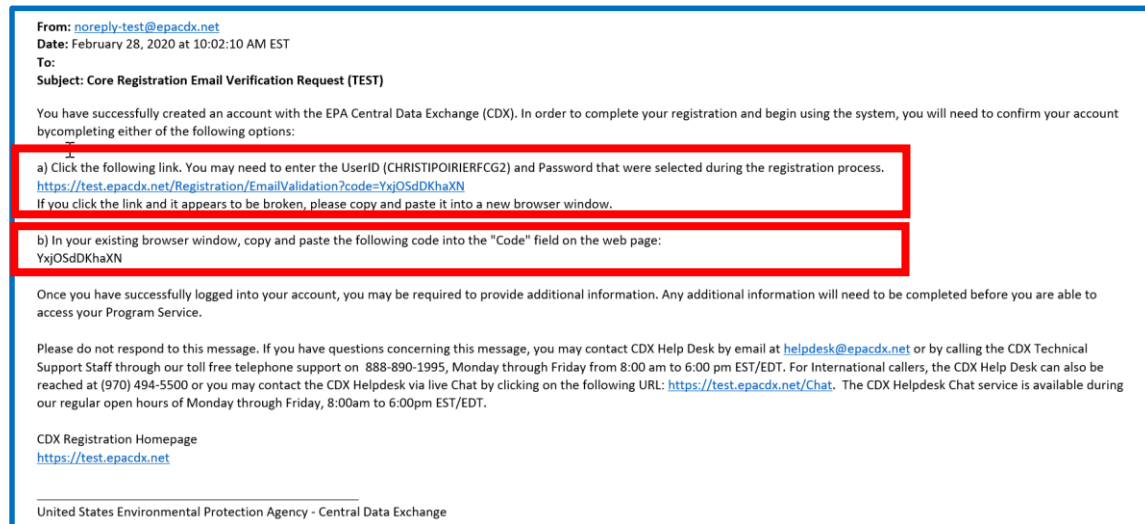 From: noreply-test@epacdx.net
Date: February 28, 2020 at 10:02:10 AM EST
To:
Subject: Core Registration Email Verification Request (TEST)
You have successfully created an account with the EPA Central Data Exchange (CDX). In order to complete your registration and begin using the system, you will need to confirm your account
bycompleting either of the following options:
a) Click the following link. You may need to enter the UserID (CHRISTIPOIRIERFCG2) and Password that were selected during the registration process.
https://test.epacdx.net/Registration/EmailValidation?code=YxjOSdDKhaXN
If you click the link and it appears to be broken, please copy and paste it into a new browser window.
b) In your existing browser window, copy and paste the following code into the "Code" field on the web page:
YxjOSdDKhaXN
Once you have successfully logged into your account, you may be required to provide additional information. Any additional information will need to be completed before you are able to
access your Program Service.
Please do not respond to this message. If you have questions concerning this message, you may contact CDX Help Desk by email at helpdesk@epacdx.net or by calling the CDX Technical
Support Staff through our toll free telephone support on 888-890-1995, Monday through Friday from 8:00 am to 6:00 pm EST/EDT. For International callers, the CDX Help Desk can also be
reached at (970) 494-5500 or you may contact the CDX Helpdesk via live Chat by clicking on the following URL: https://test.epacdx.net/Chat. The CDX Helpdesk Chat service is available during
our regular open hours of Monday through Friday, 8:00am to 6:00pm EST/EDT.
CDX Registration Homepage
https://test.epacdx.net
United States Environmental Protection Agency - Central Data Exchange